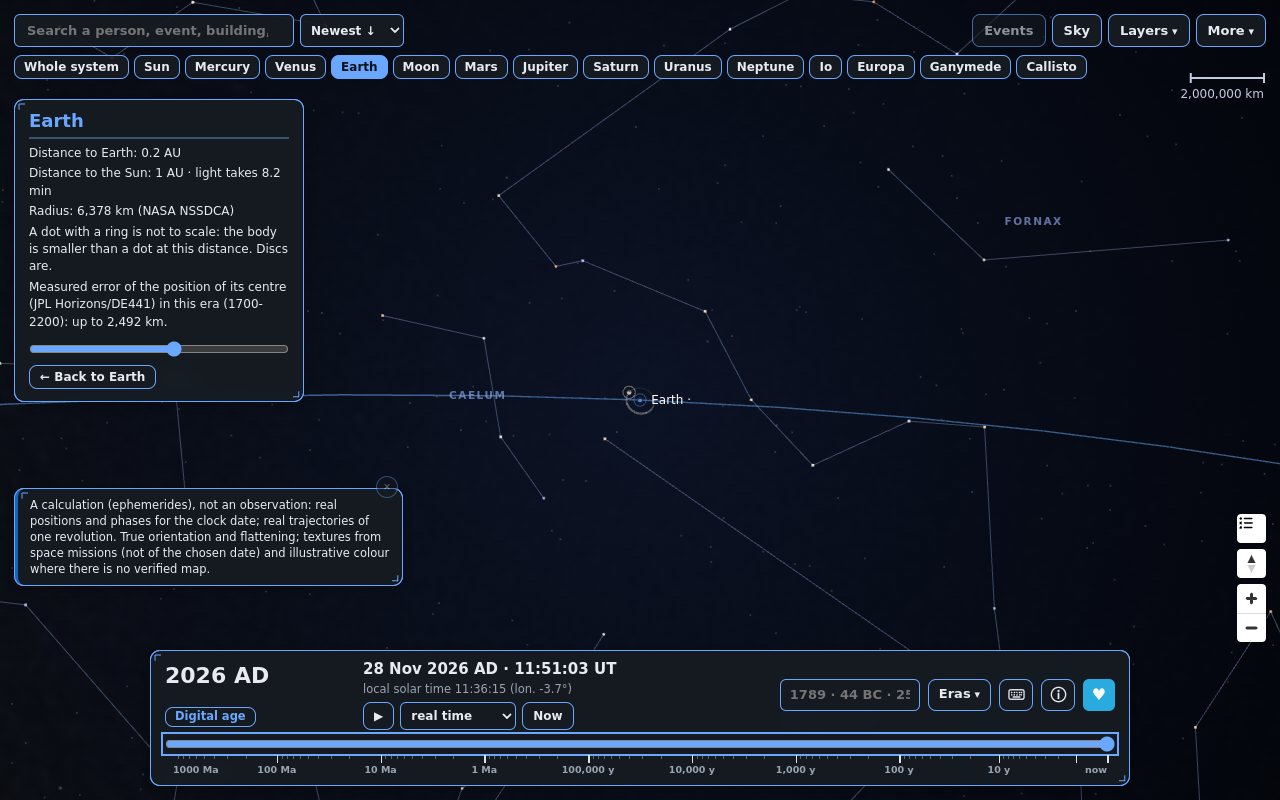 Search a person, event, building,
Newest ↓
Events
Sky
Layers ▾
More ▾
Whole system
Sun
Mercury
Venus
Earth
Moon
Mars
Jupiter
Saturn
Uranus
Neptune
Io
Europa
Ganymede
Callisto
2,000,000 km
Earth
Distance to Earth: 0.2 AU
Distance to the Sun: 1 AU · light takes 8.2
min
Radius: 6,378 km (NASA NSSDCA)
A dot with a ring is not to scale: the body
is smaller than a dot at this distance. Discs
are.
Measured error of the position of its centre
(JPL Horizons/DE441) in this era (1700-
2200): up to 2,492 km.
← Back to Earth
FORNAX
CAELUM
Earth ·
×
A calculation (ephemerides), not an observation: real
positions and phases for the clock date; real trajectories of
one revolution. True orientation and flattening; textures from
space missions (not of the chosen date) and illustrative colour
where there is no verified map.
2026 AD
28 Nov 2026 AD · 11:51:03 UT
local solar time 11:36:15 (lon. -3.7°)
Digital age
▶
real time
Now
1789 · 44 BC · 25
Eras ▾
1000 Ma
100 Ma
10 Ma
1 Ma
100,000 y
10,000 y
1,000 y
100 y
10 y
now